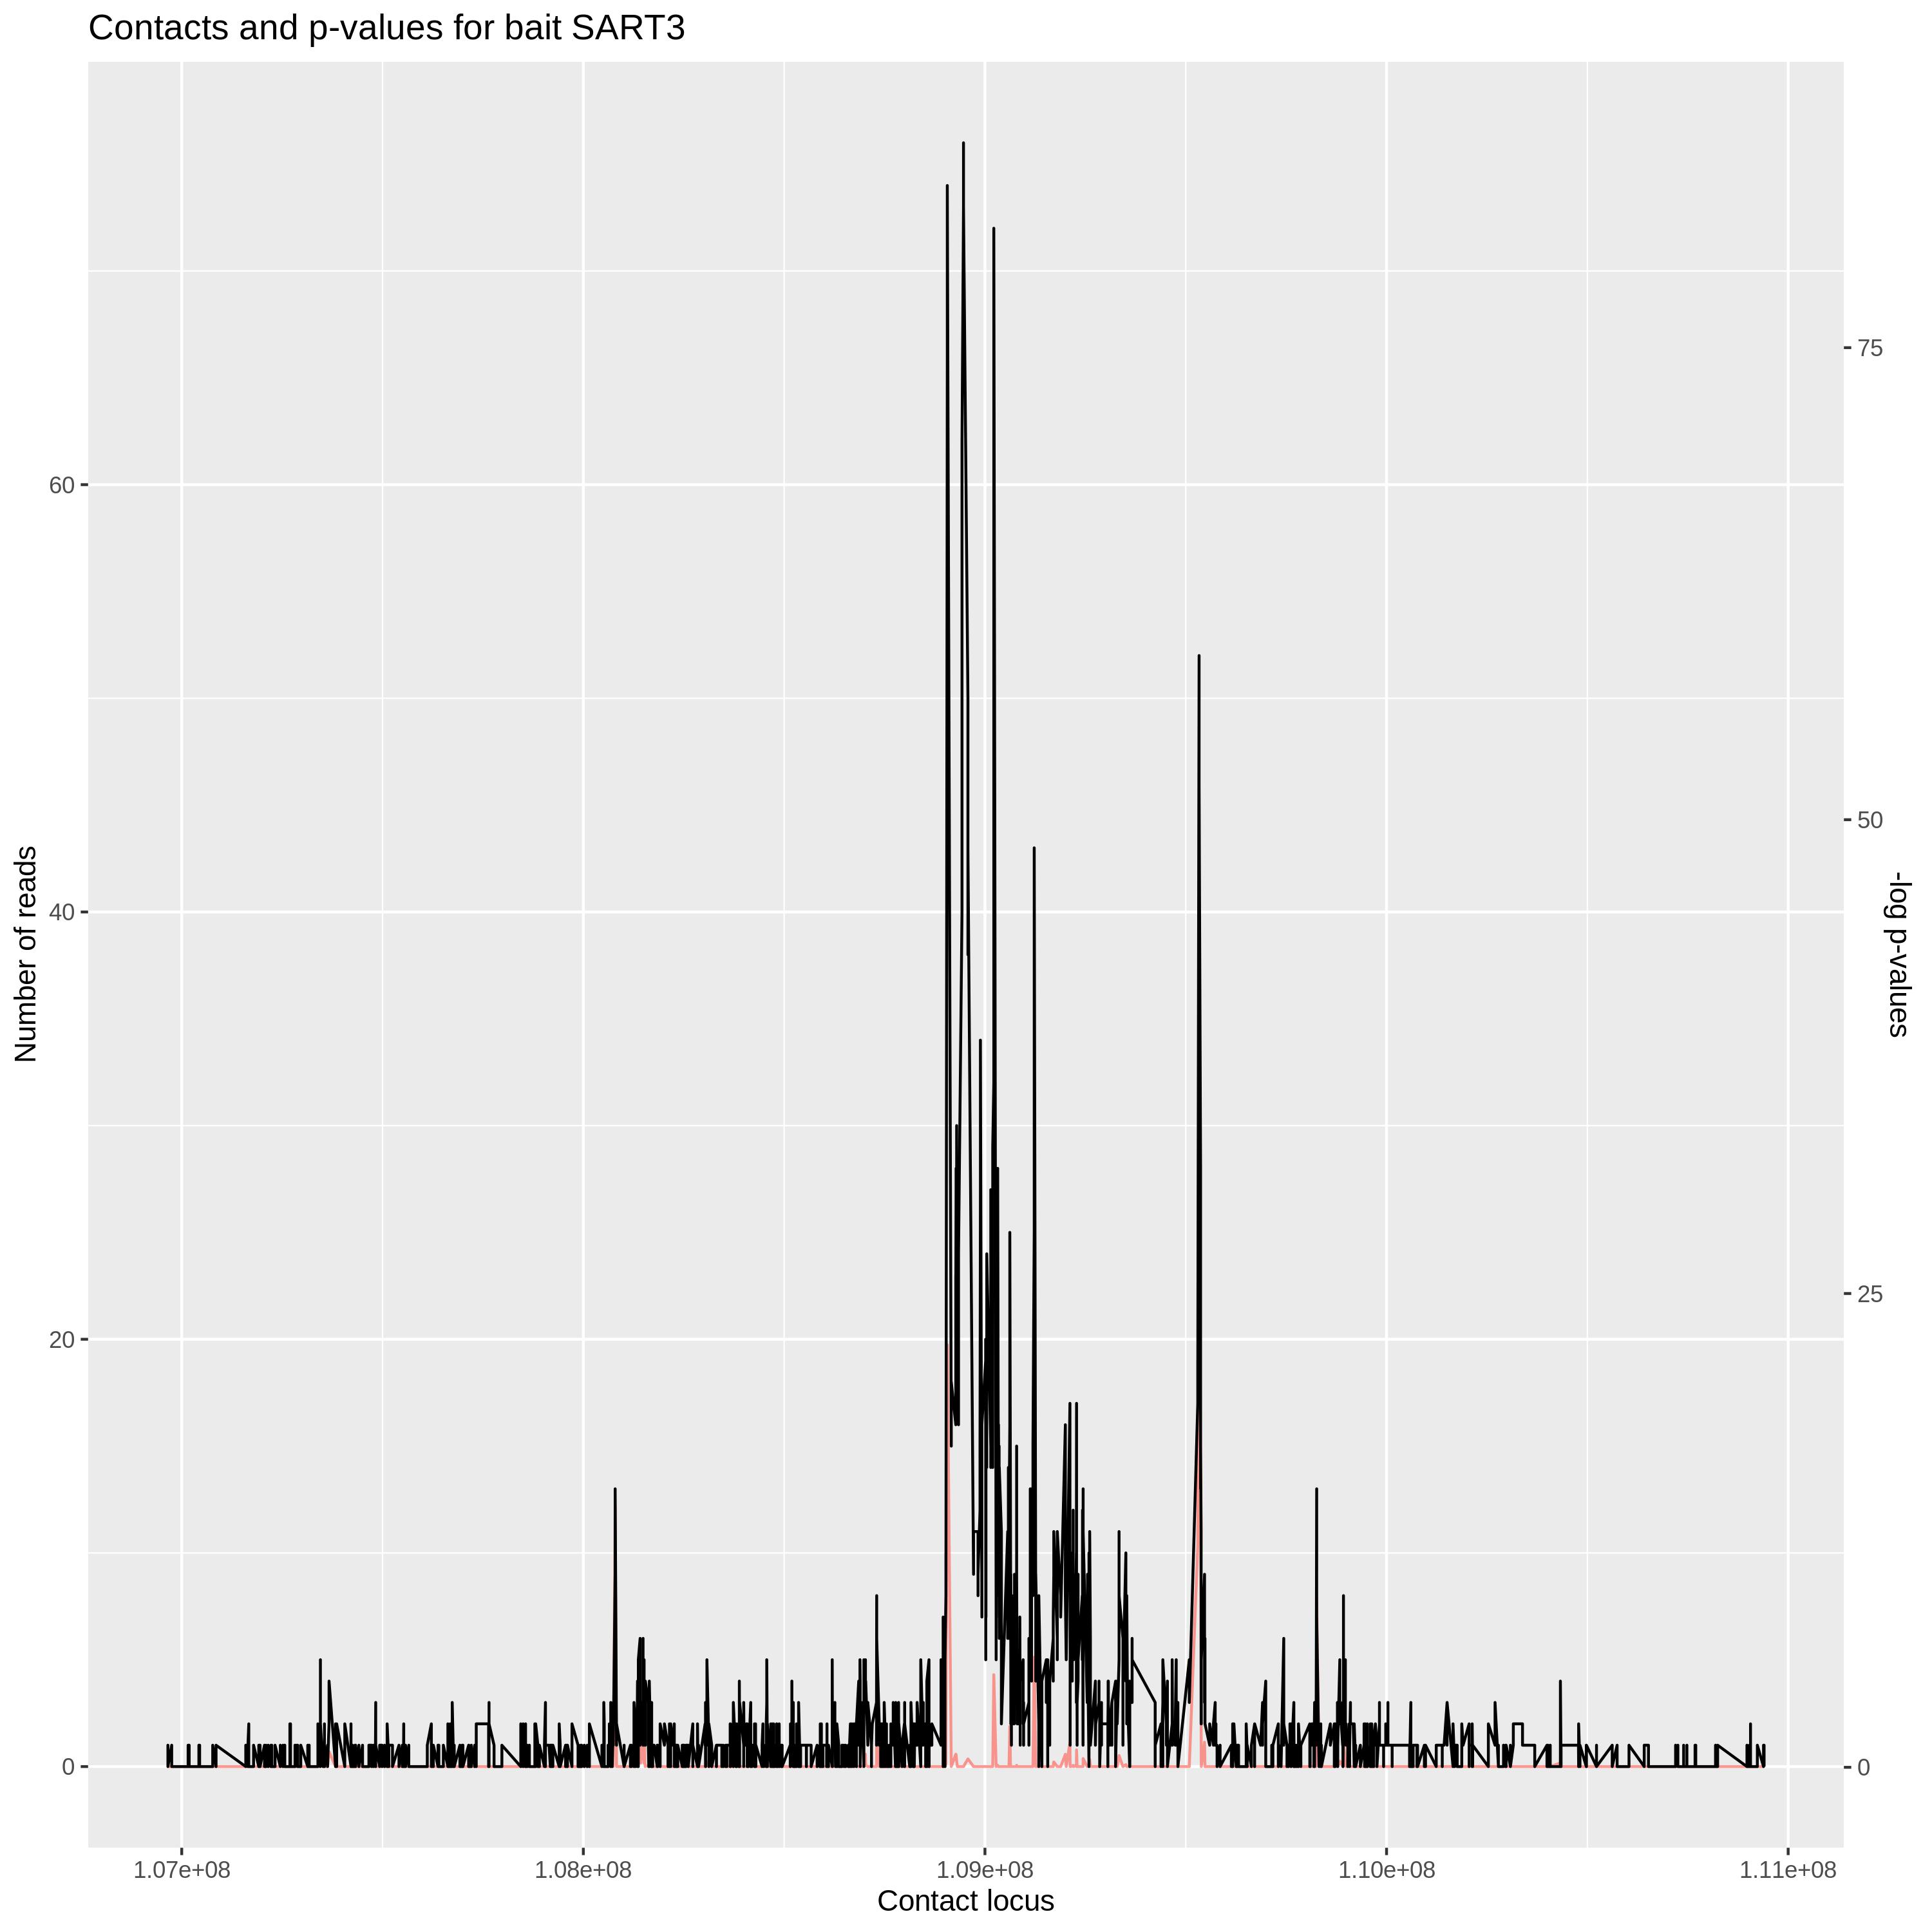 Contacts and p-values for bait SART3
Number of reads
60
40
20
0
75
50
25
0
-log p-values
1.07e+08
1.08e+08
1.09e+08
1.10e+08
1.11e+08
Contact locus